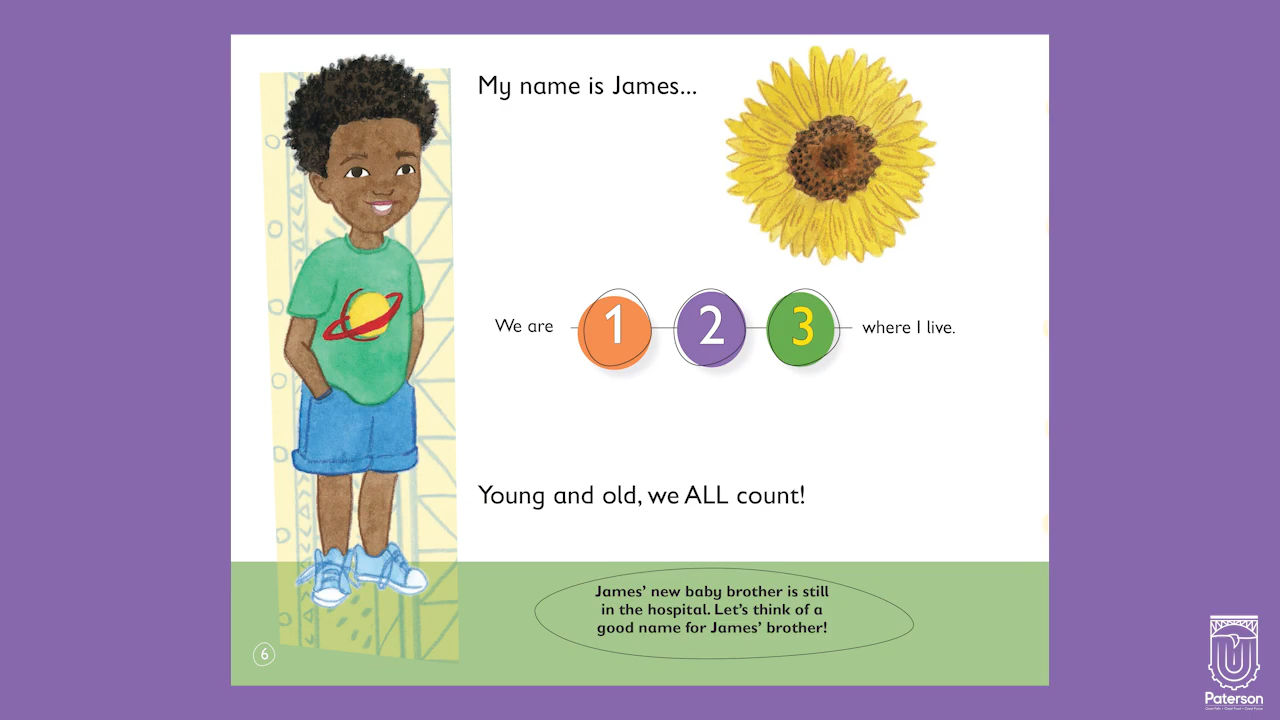 My name is James...
We are 1 2 3 where I live.
Young and old, we ALL count!
James’ new baby brother is still
in the hospital. Let’s think of a
good name for James’ brother!
6
Paterson